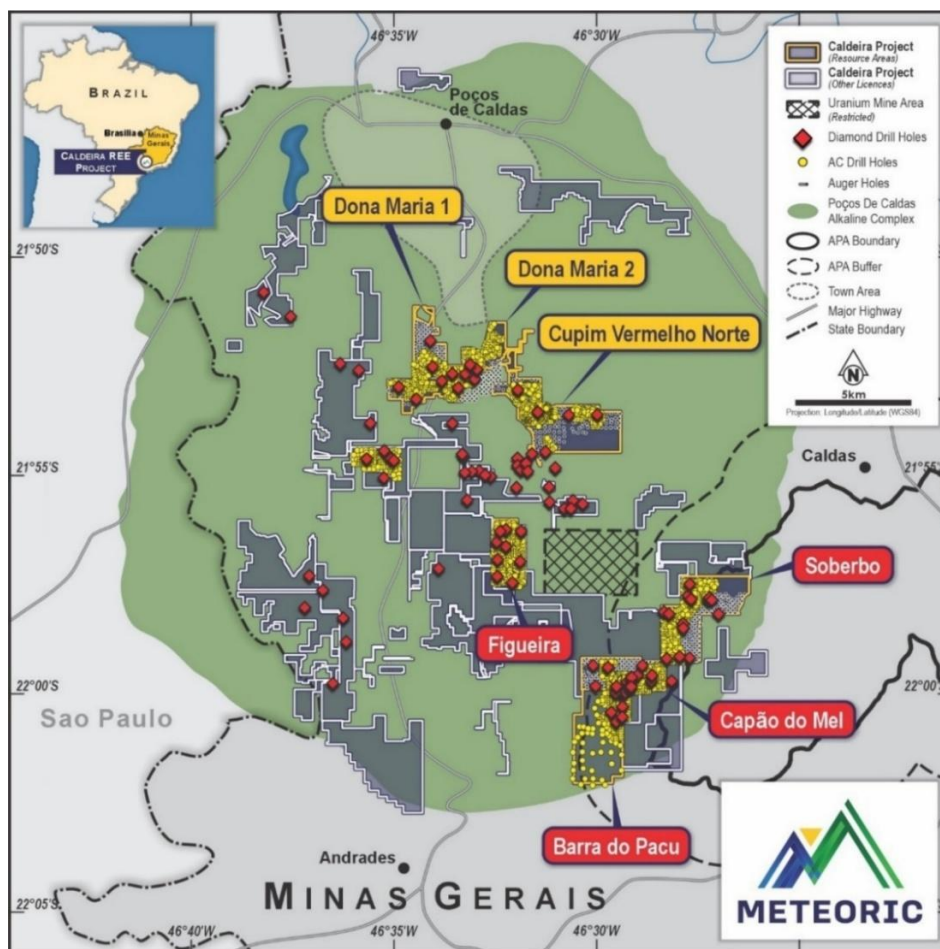 BRAZIL
Brasília
Minas
Gerais
CALDEIRA REE
PROJECT
46°35'W
46°30'W
Poços
de Caldas
Caldeira Project
(Resource Areas)
Caldeira Project
(Other Licences)
Uranium Mine Area
(Restricted)
Diamond Drill Holes
AC Drill Holes
Auger Holes
Poços De Caldas
Alkaline Complex
APA Boundary
APA Buffer
Town Area
Major Highway
State Boundary
N
5km
Projection: Longitude/Latitude (WGS84)
Dona Maria 1
21°50'S
Dona Maria 2
Cupim Vermelho Norte
Caldas
21°55'S
21°55'S
Soberbo
Figueira
22°00'S
22°00'S
Sao Paulo
Capão do Mel
Barra do Pacu
Andrades
MINAS GERAIS
METEORIC
22°05'S
46°40'W
46°35'W
46°30'W